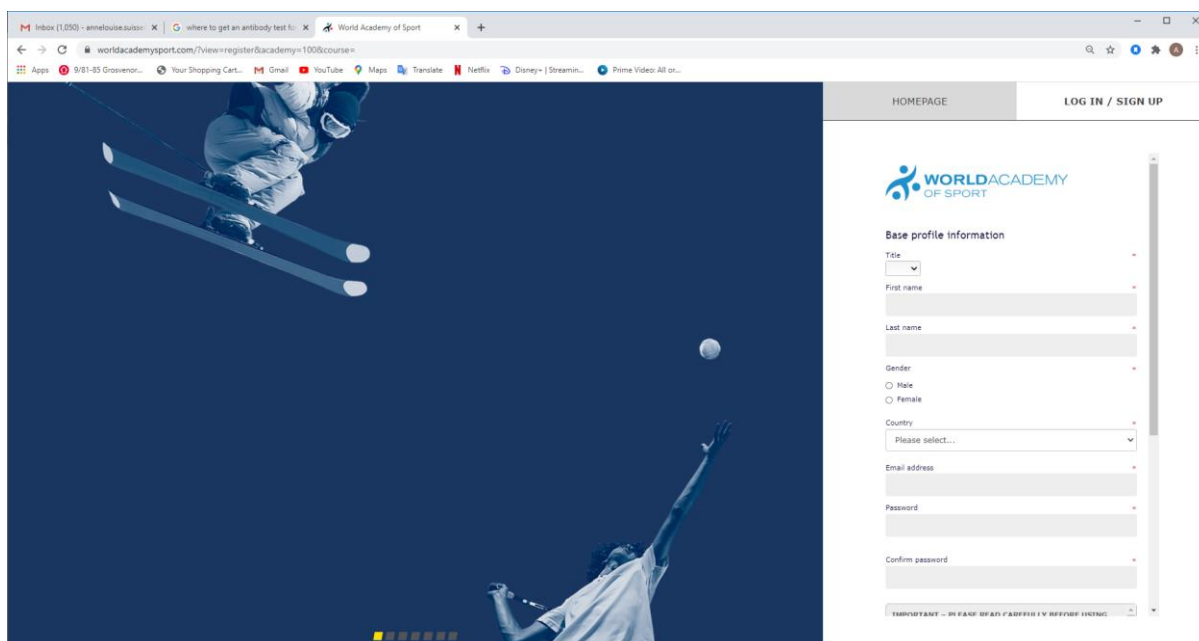 Inbox (1,050) - annelouise.suisse
where to get an antibody test fo
World Academy of Sport
worldacademysport.com/?view=register&academy=100&course=
Apps 9/81-85 Grosvenor... Your Shopping Cart... Gmail YouTube Maps Translate Netflix Disney+ | Streamin... Prime Video: All or...
HOMEPAGE LOG IN / SIGN UP
WORLDACADEMY
OF SPORT
Base profile information
Title *
First name *
Last name *
Gender *
Male
Female
Country *
Please select...
Email address *
Password *
Confirm password *
IMPORTANT – PLEASE READ CAREFULLY BEFORE USING